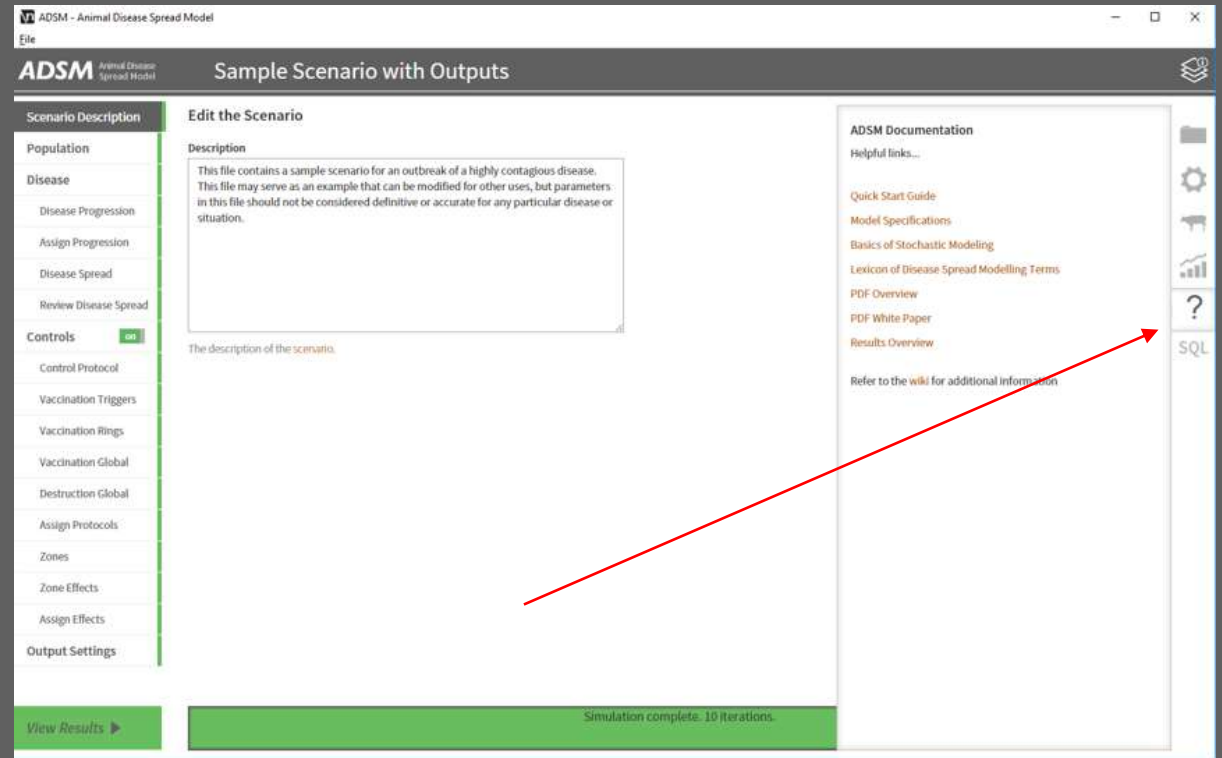 ADSM - Animal Disease Spread Model
File
ADSM Animal Disease
Spread Model
Sample Scenario with Outputs
Scenario Description
Population
Disease
Disease Progression
Assign Progression
Disease Spread
Review Disease Spread
Controls on
Control Protocol
Vaccination Triggers
Vaccination Rings
Vaccination Global
Destruction Global
Assign Protocols
Zones
Zone Effects
Assign Effects
Output Settings
View Results
Edit the Scenario
Description
This file contains a sample scenario for an outbreak of a highly contagious disease.
This file may serve as an example that can be modified for other uses, but parameters
in this file should not be considered definitive or accurate for any particular disease or
situation.
The description of the scenario.
Simulation complete. 10 iterations.
ADSM Documentation
Helpful links...
Quick Start Guide
Model Specifications
Basics of Stochastic Modeling
Lexicon of Disease Spread Modelling Terms
PDF Overview
PDF White Paper
Results Overview
Refer to the wiki for additional information
?
SQL